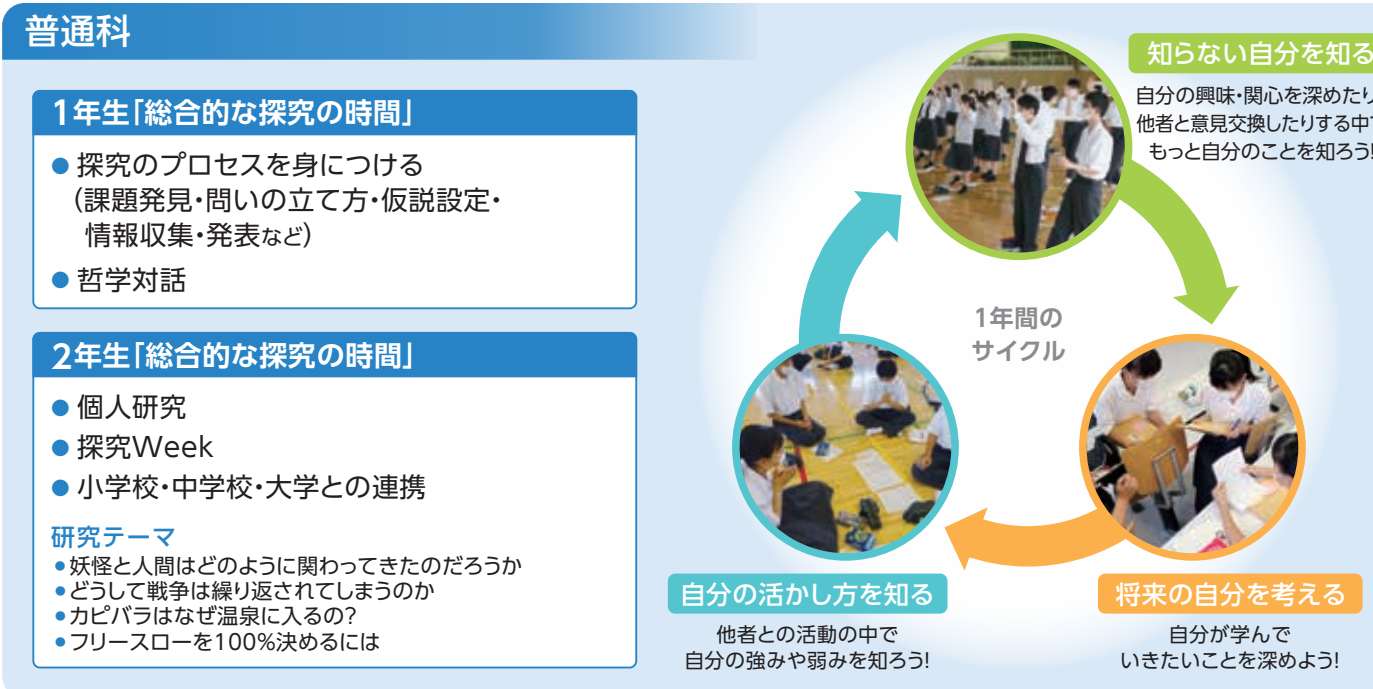 普通科
1年生「総合的な探究の時間」
● 探究のプロセスを身につける
（課題発見・問いの立て方・仮説設定・
情報収集・発表など）
● 哲学対話
2年生「総合的な探究の時間」
● 個人研究
● 探究Week
● 小学校・中学校・大学との連携
研究テーマ
●妖怪と人間はどのように関わってきたのだろうか
●どうして戦争は繰り返されてしまうのか
●カピバラはなぜ温泉に入るの?
●フリースローを100%決めるには
知らない自分を知る
自分の興味・関心を深めたり
他者と意見交換したりする中で
もっと自分のことを知ろう!
1年間の
サイクル
自分の活かし方を知る
他者との活動の中で
自分の強みや弱みを知ろう!
将来の自分を考える
自分が学んで
いきたいことを深めよう!